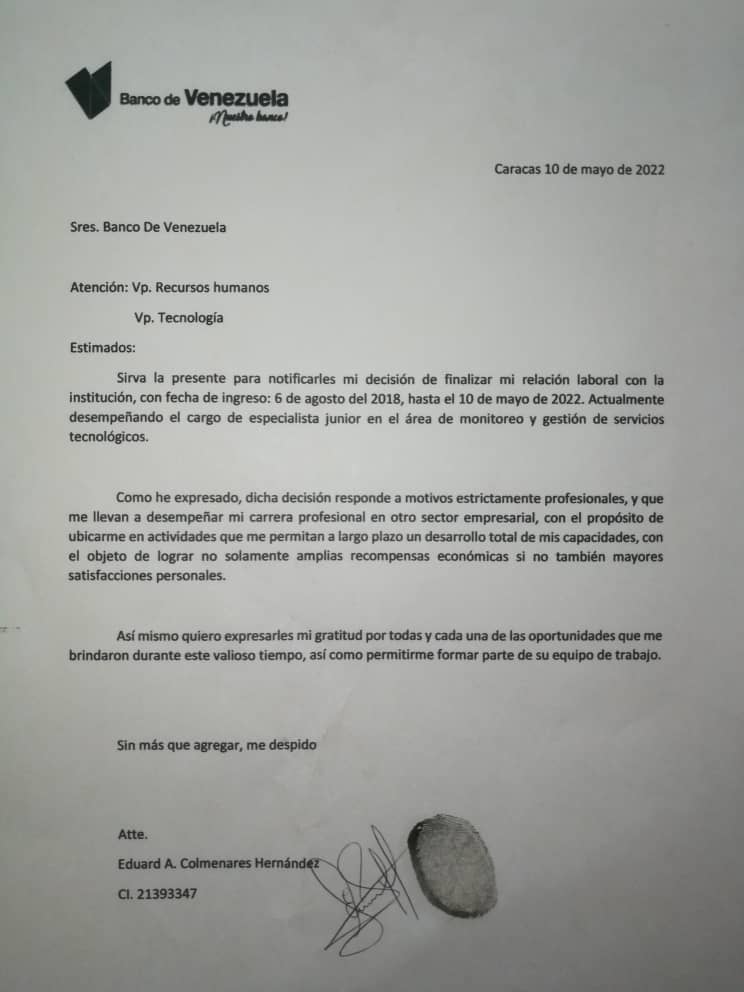 Banco de Venezuela
¡Nuestro banco!
Caracas 10 de mayo de 2022
Sres. Banco De Venezuela
Atención: Vp. Recursos humanos
Vp. Tecnología
Estimados:
Sirva la presente para notificarles mi decisión de finalizar mi relación laboral con la
institución, con fecha de ingreso: 6 de agosto del 2018, hasta el 10 de mayo de 2022. Actualmente
desempeñando el cargo de especialista junior en el área de monitoreo y gestión de servicios
tecnológicos.
Como he expresado, dicha decisión responde a motivos estrictamente profesionales, y que
me llevan a desempeñar mi carrera profesional en otro sector empresarial, con el propósito de
ubicarme en actividades que me permitan a largo plazo un desarrollo total de mis capacidades, con
el objeto de lograr no solamente amplias recompensas económicas si no también mayores
satisfacciones personales.
Así mismo quiero expresarles mi gratitud por todas y cada una de las oportunidades que me
brindaron durante este valioso tiempo, así como permitirme formar parte de su equipo de trabajo.
Sin más que agregar, me despido
Atte.
Eduard A. Colmenares Hernández
CI. 21393347